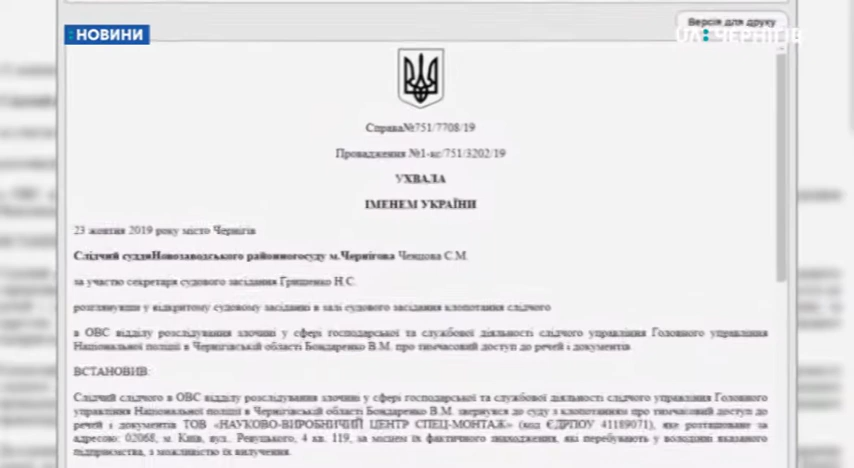 Версія для друку
: НОВИНИ
UA: ЧЕРНІГІВ
Справа№751/7708/19
Провадження №1-кс/751/3202/19
УХВАЛА
ІМЕНЕМ УКРАЇНИ
23 жовтня 2019 року місто Чернігів
Слідчий суддяНовозаводського районногосуду м.Чернігова Ченцова С.М.
за участю секретаря судового засідання Грищенко Н.С.
розглянувши у відкритому судовому засіданні в залі судового засідання клопотання слідчого
в ОВС відділу розслідування злочинів у сфері господарської та службової діяльності слідчого управління Головного управління
Національної поліції в Чернігівській області Бондаренко В.М. про тимчасовий доступ до речей і документів
ВСТАНОВИВ:
Слідчий слідчого в ОВС відділу розслідування злочинів у сфері господарської та службової діяльності слідчого управління Головного
управління Національної поліції в Чернігівській області Бондаренко В.М. звернувся до суду з клопотанням про тимчасовий доступ до
речей і документів ТОВ «НАУКОВО-ВИРОБНИЧИЙ ЦЕНТР СПЕЦ-МОНТАЖ» (код ЄДРПОУ 41189071), яке розташоване за
адресою: 02068, м. Київ, вул. Ревуцького, 4 кв. 119, за місцем їх фактичного знаходження, які перебувають у володінні вказаного
підприємства, з можливістю їх вилучення.